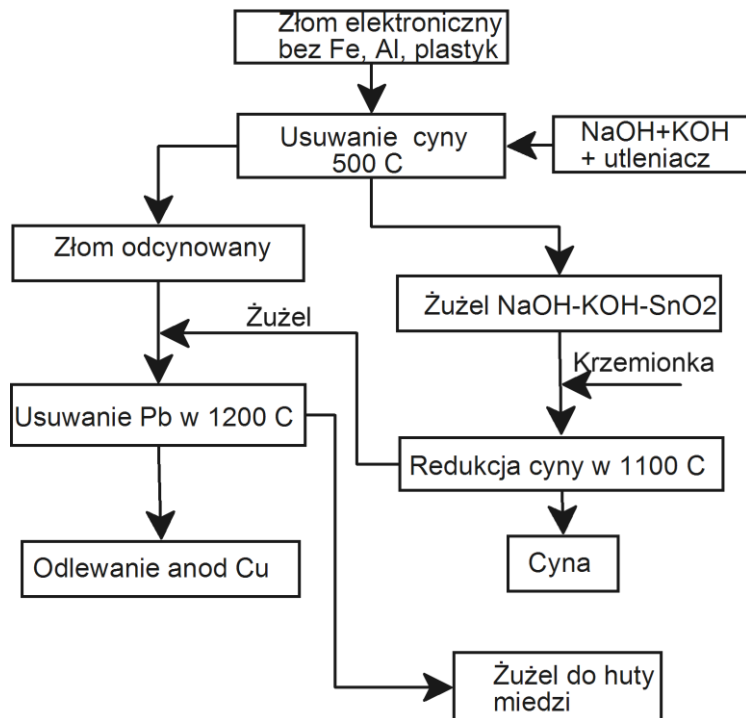 Złom elektroniczny
bez Fe, Al, plastyk
Usuwanie cyny
500 C
NaOH+KOH
+ utleniacz
Złom odcynowany
Żużel NaOH-KOH-SnO2
Żużel
Krzemionka
Usuwanie Pb w 1200 C
Redukcja cyny w 1100 C
Odlewanie anod Cu
Cyna
Żużel do huty
miedzi